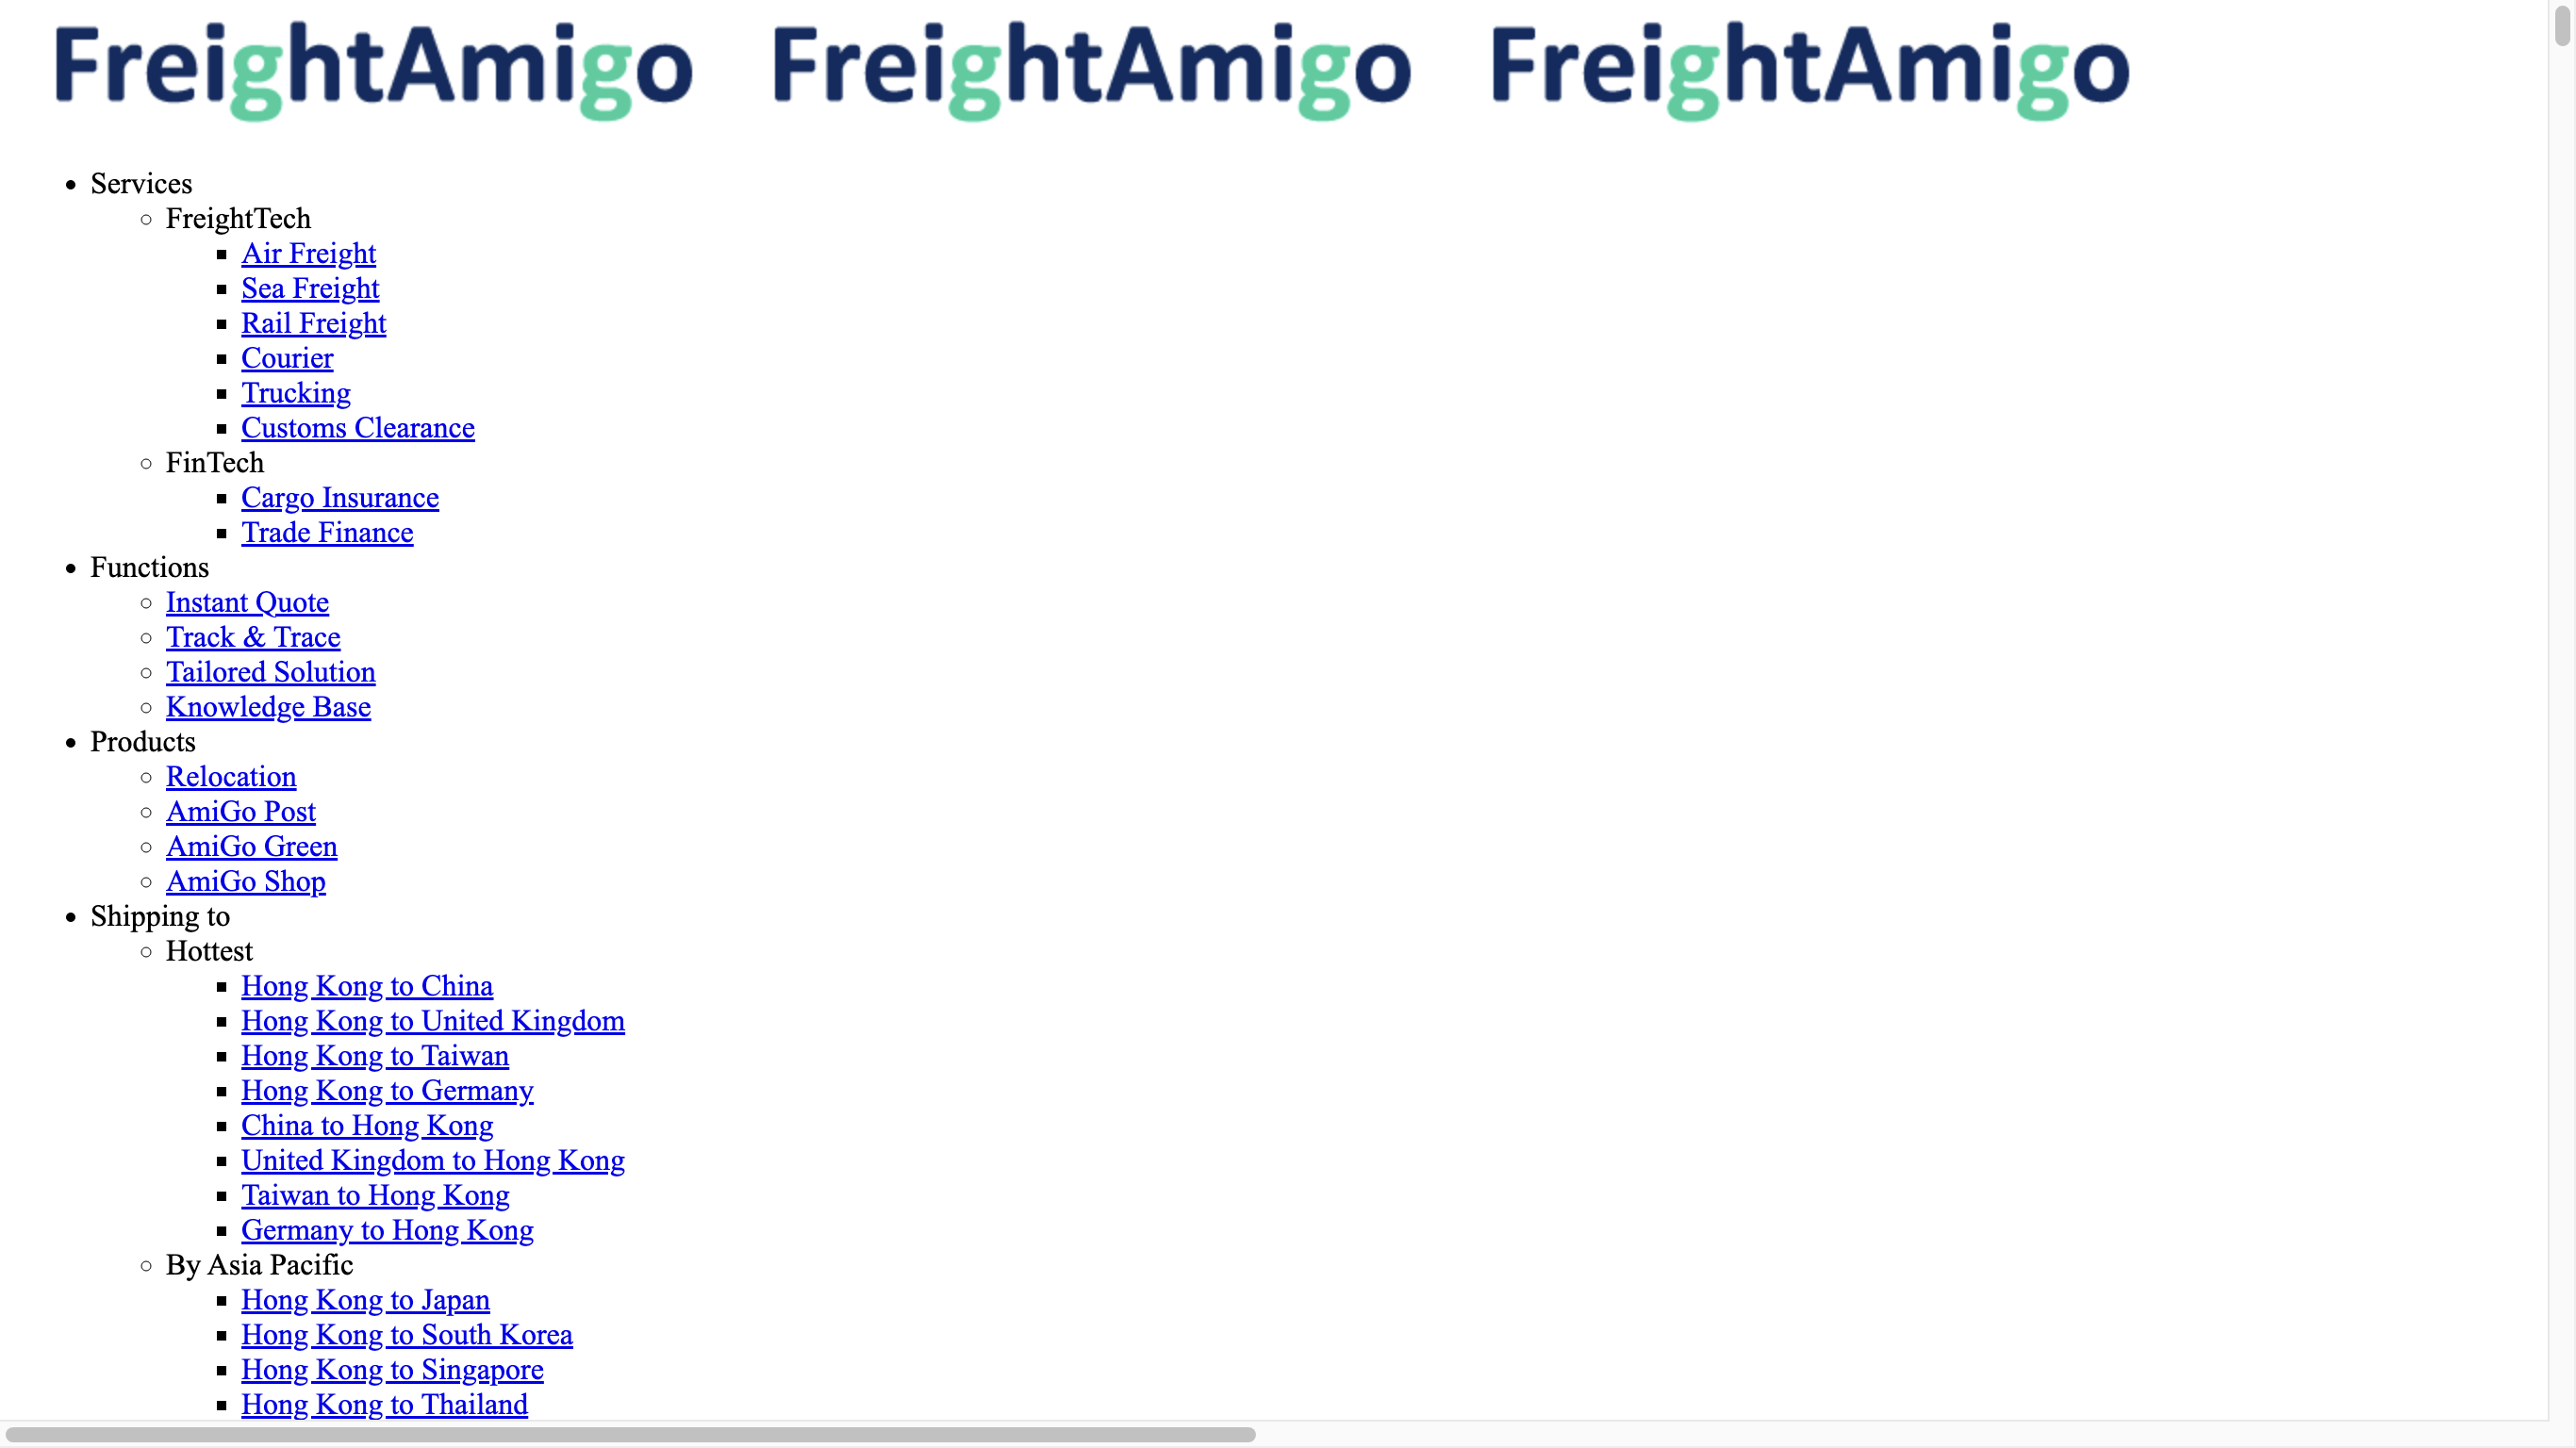 FreightAmigo FreightAmigo FreightAmigo
Services
FreightTech
Air Freight
Sea Freight
Rail Freight
Courier
Trucking
Customs Clearance
FinTech
Cargo Insurance
Trade Finance
Functions
Instant Quote
Track & Trace
Tailored Solution
Knowledge Base
Products
Relocation
AmiGo Post
AmiGo Green
AmiGo Shop
Shipping to
Hottest
Hong Kong to China
Hong Kong to United Kingdom
Hong Kong to Taiwan
Hong Kong to Germany
China to Hong Kong
United Kingdom to Hong Kong
Taiwan to Hong Kong
Germany to Hong Kong
By Asia Pacific
Hong Kong to Japan
Hong Kong to South Korea
Hong Kong to Singapore
Hong Kong to Thailand